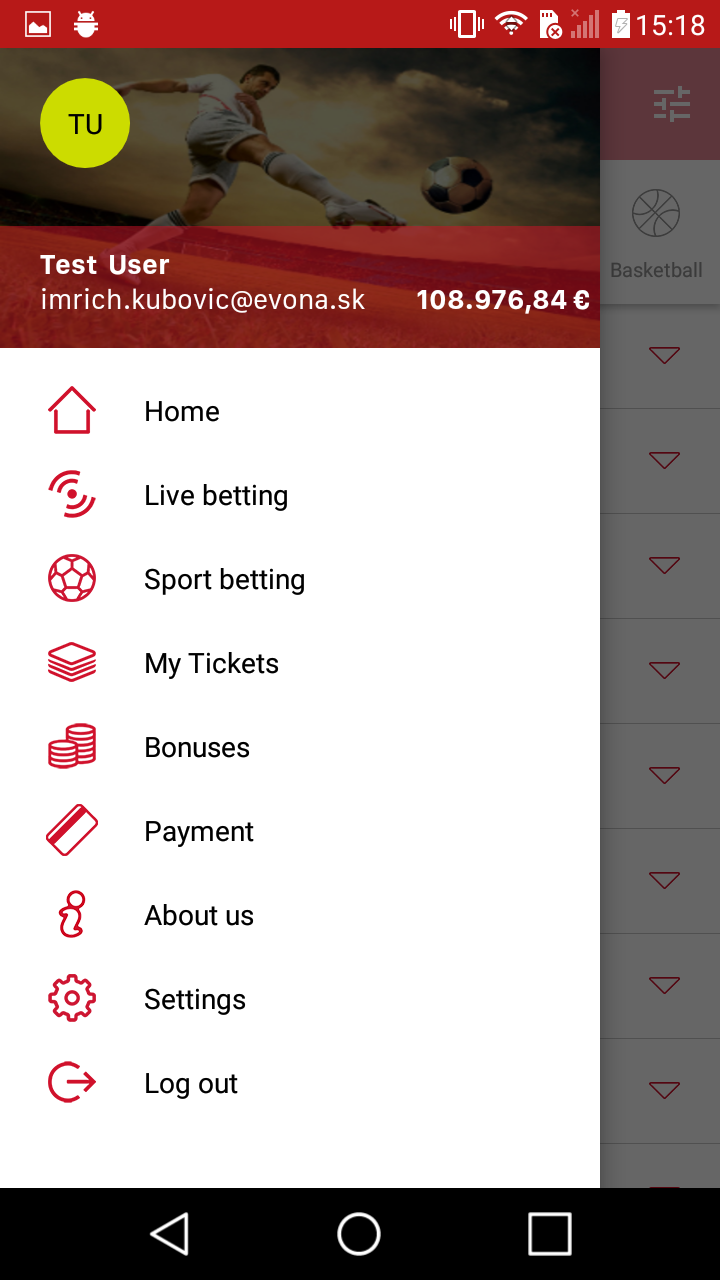 15:18
TU
Test User
imrich.kubovic@evona.sk 108.976,84 €
Basketball
Home
Live betting
Sport betting
My Tickets
Bonuses
Payment
About us
Settings
Log out